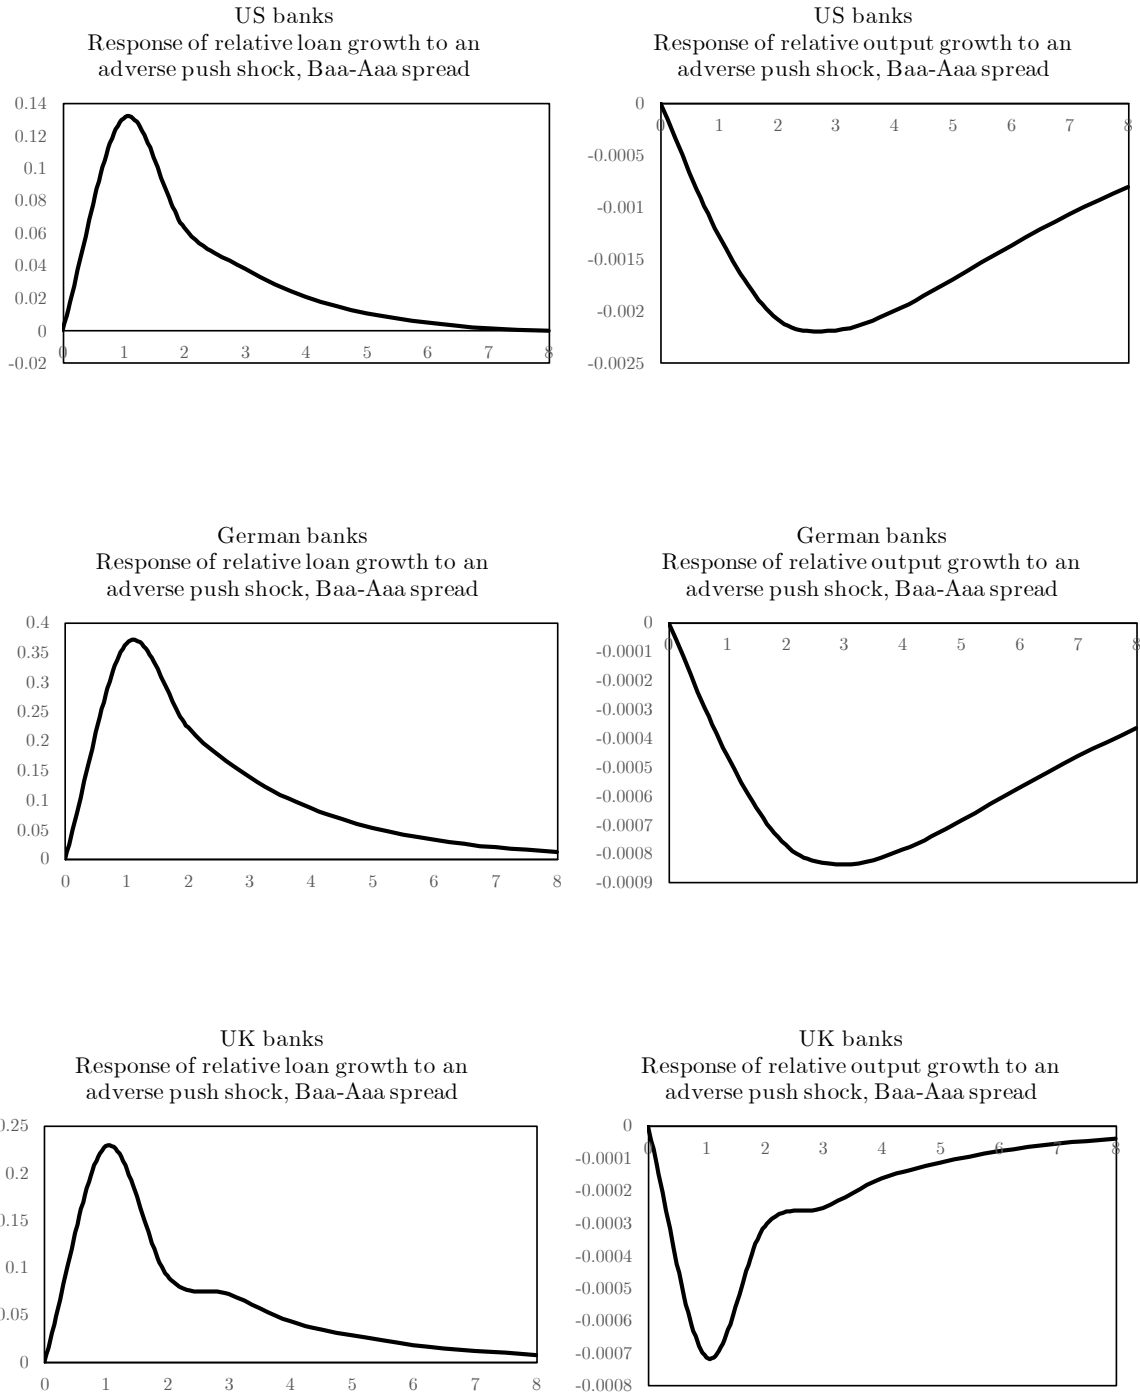 US banks
Response of relative loan growth to an
adverse push shock, Baa-Aaa spread
0.14
0.12
0.1
0.08
0.06
0.04
0.02
0
-0.02
0 1 2 3 4 5 6 7 8
US banks
Response of relative output growth to an
adverse push shock, Baa-Aaa spread
0
0 1 2 3 4 5 6 7 8
-0.0005
-0.001
-0.0015
-0.002
-0.0025
German banks
Response of relative loan growth to an
adverse push shock, Baa-Aaa spread
0.4
0.35
0.3
0.25
0.2
0.15
0.1
0.05
0
0 1 2 3 4 5 6 7 8
German banks
Response of relative output growth to an
adverse push shock, Baa-Aaa spread
0
0 1 2 3 4 5 6 7 8
-0.0001
-0.0002
-0.0003
-0.0004
-0.0005
-0.0006
-0.0007
-0.0008
-0.0009
UK banks
Response of relative loan growth to an
adverse push shock, Baa-Aaa spread
0.25
0.2
0.15
0.1
0.05
0
0 1 2 3 4 5 6 7 8
UK banks
Response of relative output growth to an
adverse push shock, Baa-Aaa spread
0
0 1 2 3 4 5 6 7 8
-0.0001
-0.0002
-0.0003
-0.0004
-0.0005
-0.0006
-0.0007
-0.0008